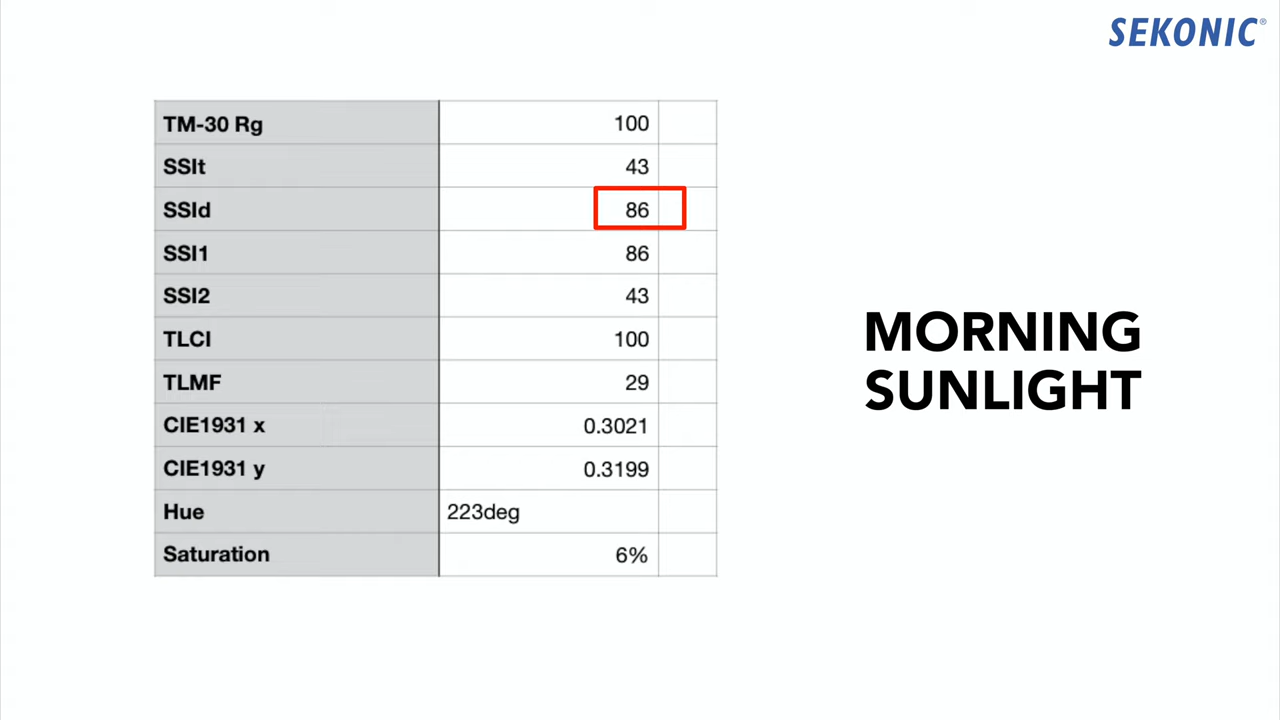 SEKONIC®
TM-30 Rg 100
SSIt 43
SSId 86
SSI1 86
SSI2 43
TLCI 100
TLMF 29
CIE1931 x 0.3021
CIE1931 y 0.3199
Hue 223deg
Saturation 6%
MORNING
SUNLIGHT